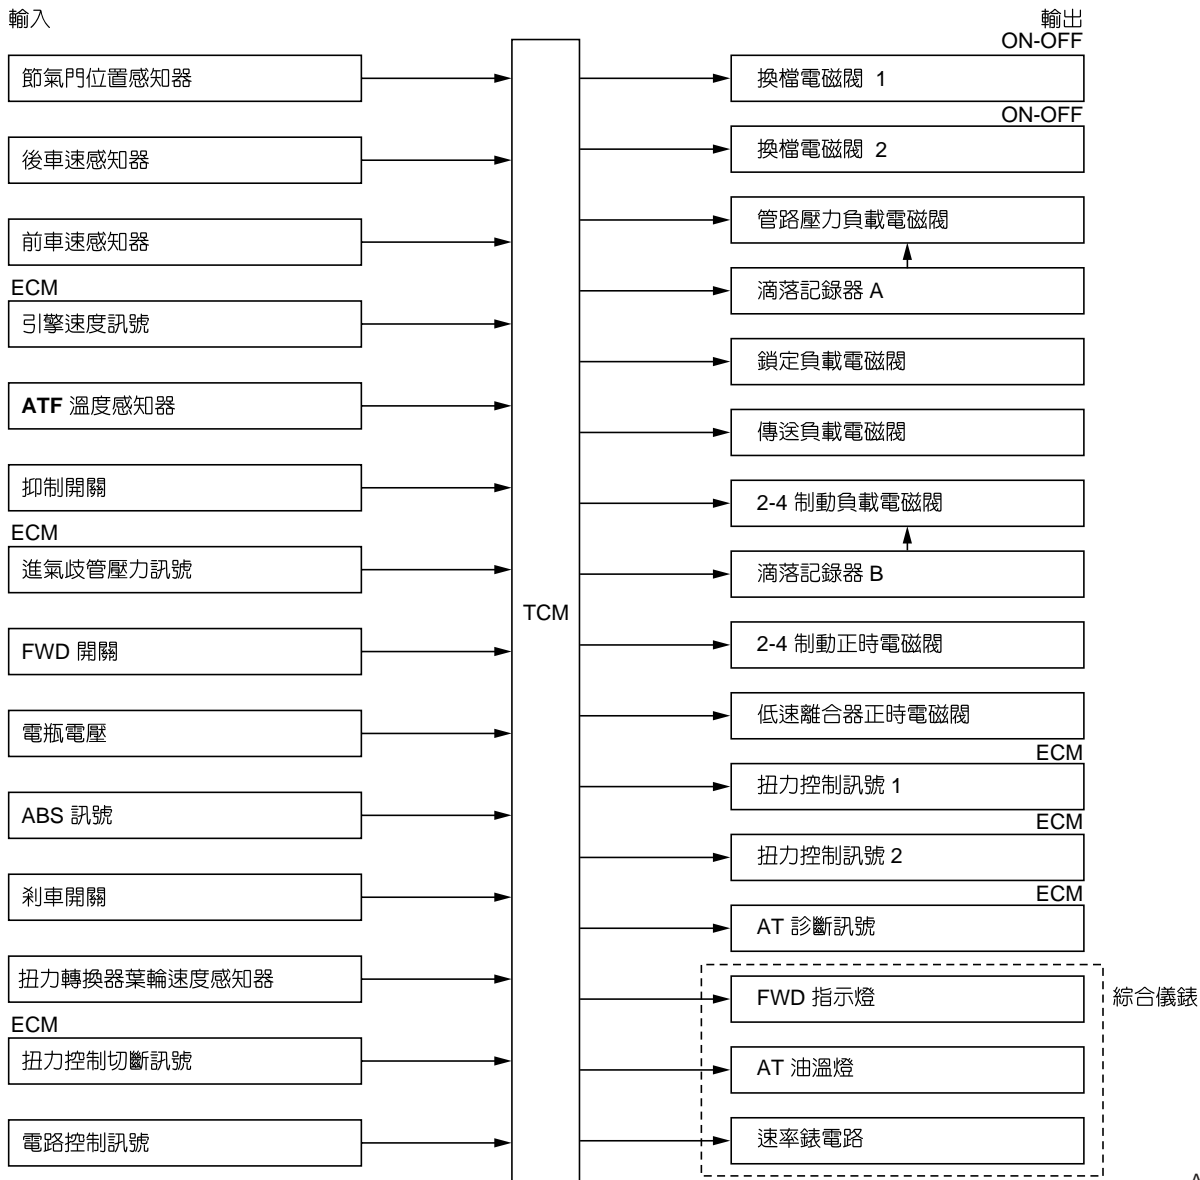 輸入
節氣門位置感知器
後車速感知器
前車速感知器
ECM
引擎速度訊號
ATF 溫度感知器
抑制開關
ECM
進氣歧管壓力訊號
FWD 開關
電瓶電壓
ABS 訊號
剎車開關
扭力轉換器葉輪速度感知器
ECM
扭力控制切斷訊號
電路控制訊號
TCM
輸出
ON-OFF
換檔電磁閥 1
ON-OFF
換檔電磁閥 2
管路壓力負載電磁閥
滴落記錄器 A
鎖定負載電磁閥
傳送負載電磁閥
2-4 制動負載電磁閥
滴落記錄器 B
2-4 制動正時電磁閥
低速離合器正時電磁閥
ECM
扭力控制訊號 1
ECM
扭力控制訊號 2
ECM
AT 診斷訊號
FWD 指示燈
綜合儀錶
AT 油溫燈
速率錶電路